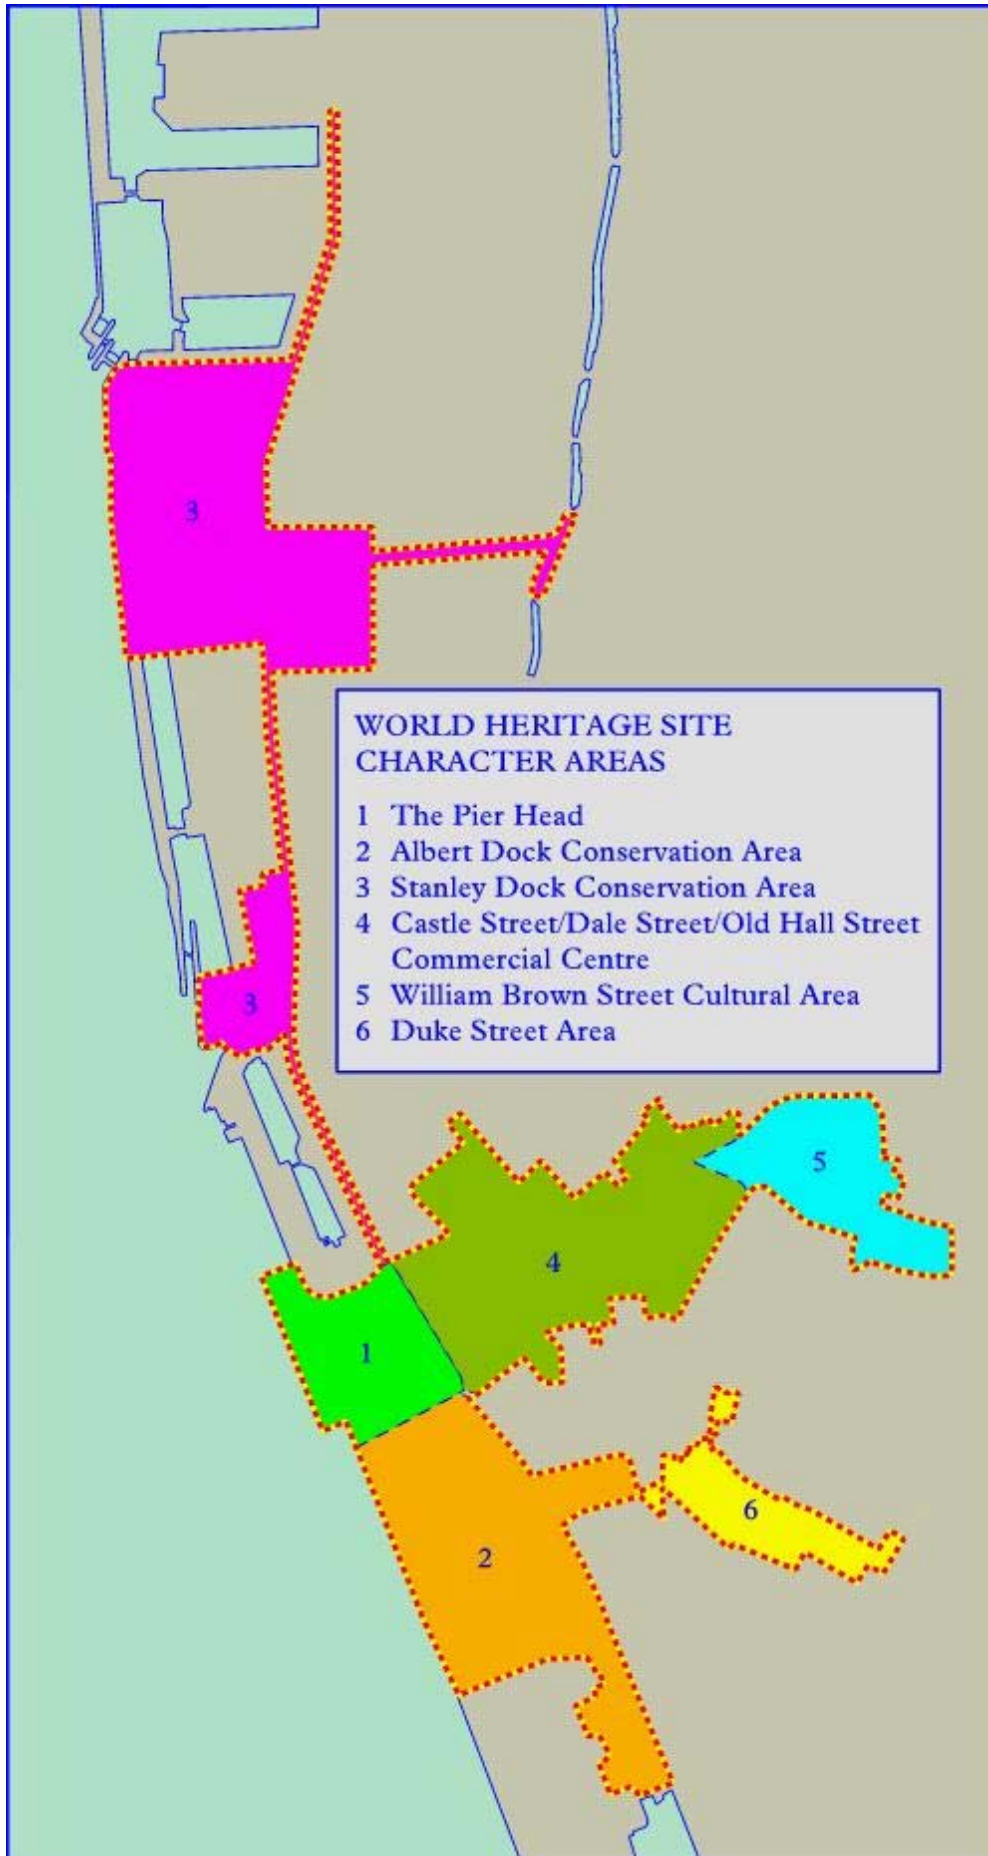 3
WORLD HERITAGE SITE
CHARACTER AREAS
1 The Pier Head
2 Albert Dock Conservation Area
3 Stanley Dock Conservation Area
4 Castle Street/Dale Street/Old Hall Street
Commercial Centre
5 William Brown Street Cultural Area
6 Duke Street Area
3
5
4
1
6
2